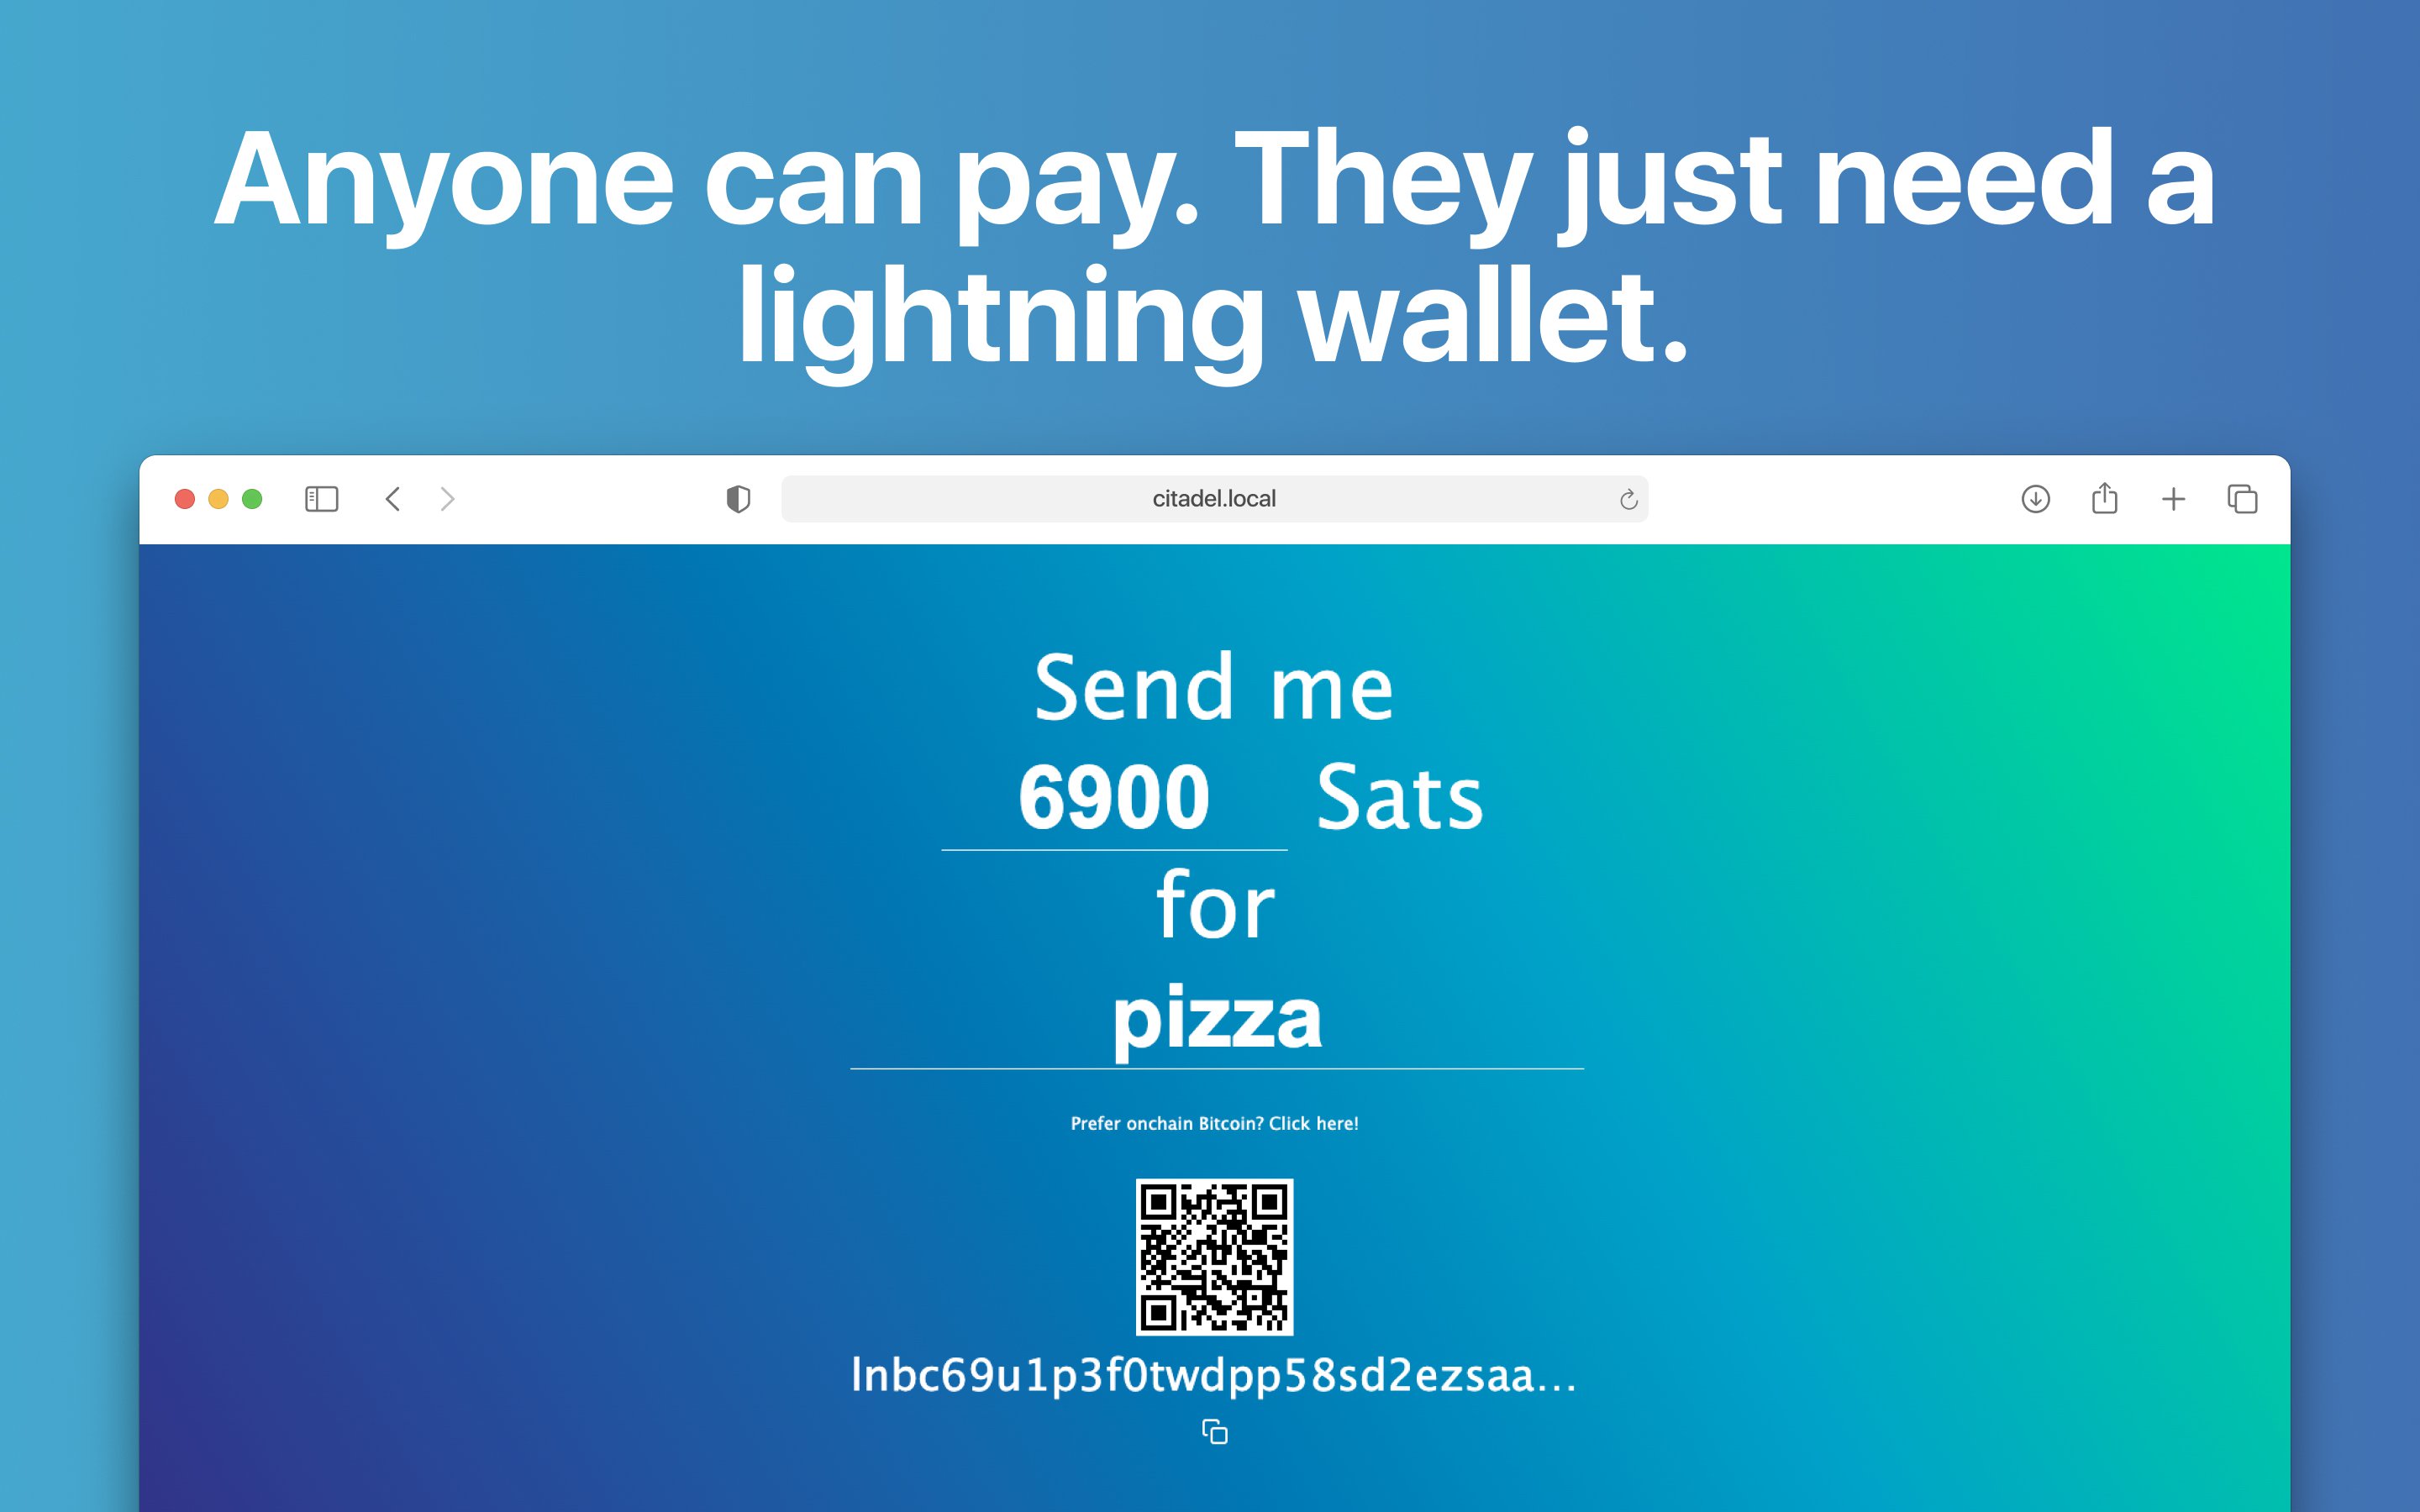 Anyone can pay. They just need a
lightning wallet.
citadel.local
Send me
6900 Sats
for
pizza
Prefer onchain Bitcoin? Click here!
lnbc69u1p3f0twdpp58sd2ezsaa...